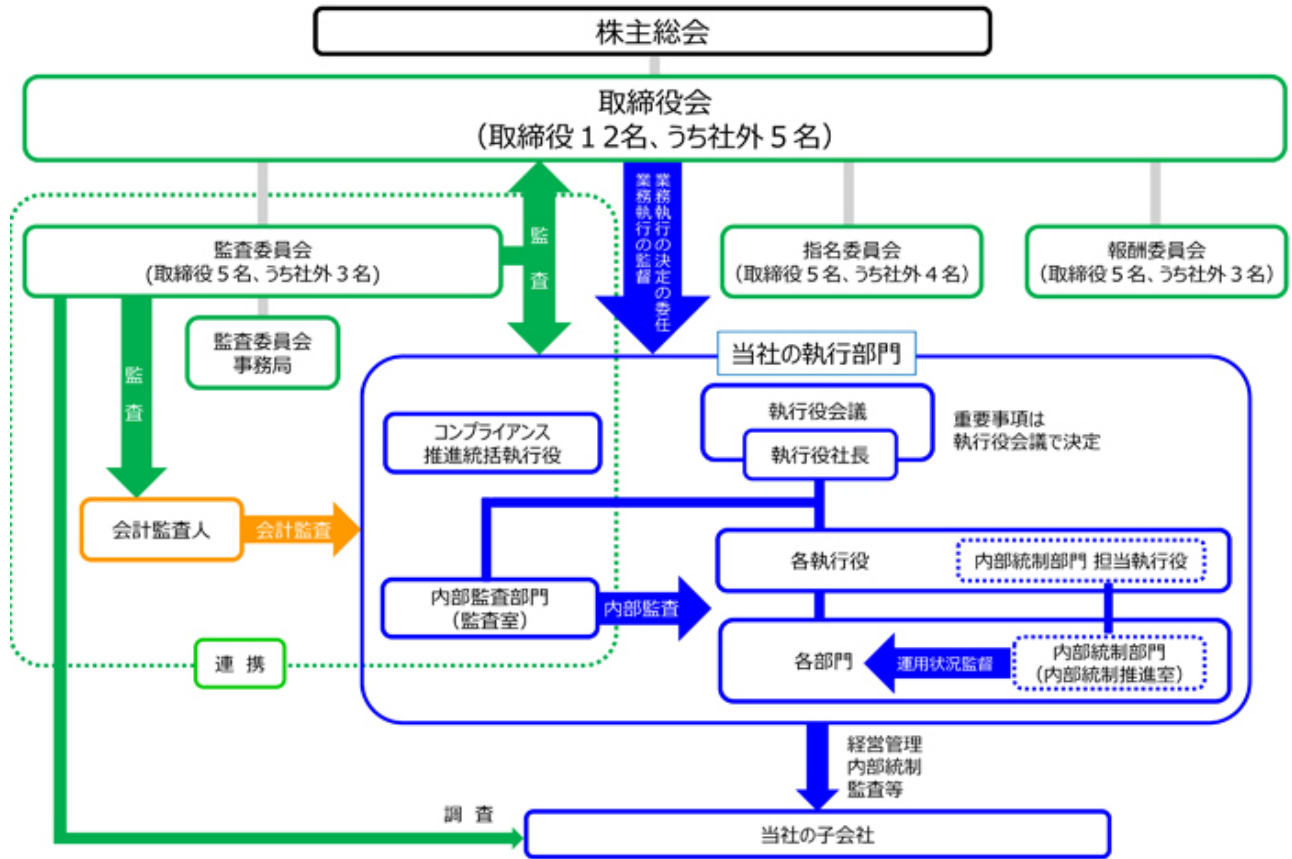 株主総会
取締役会
（取締役１２名、うち社外５名）
業務執行の決定の委任
業務執行の監督
監査
監査委員会
(取締役５名、うち社外３名)
指名委員会
（取締役５名、うち社外４名）
報酬委員会
（取締役５名、うち社外３名）
監査委員会
事務局
監査
当社の執行部門
執行役会議
執行役社長
重要事項は
執行役会議で決定
コンプライアンス
推進統括執行役
会計監査人
会計監査
各執行役
内部統制部門 担当執行役
内部監査部門
（監査室）
内部監査
各部門
運用状況監督
内部統制部門
（内部統制推進室）
連携
経営管理
内部統制
監査等
調査
当社の子会社